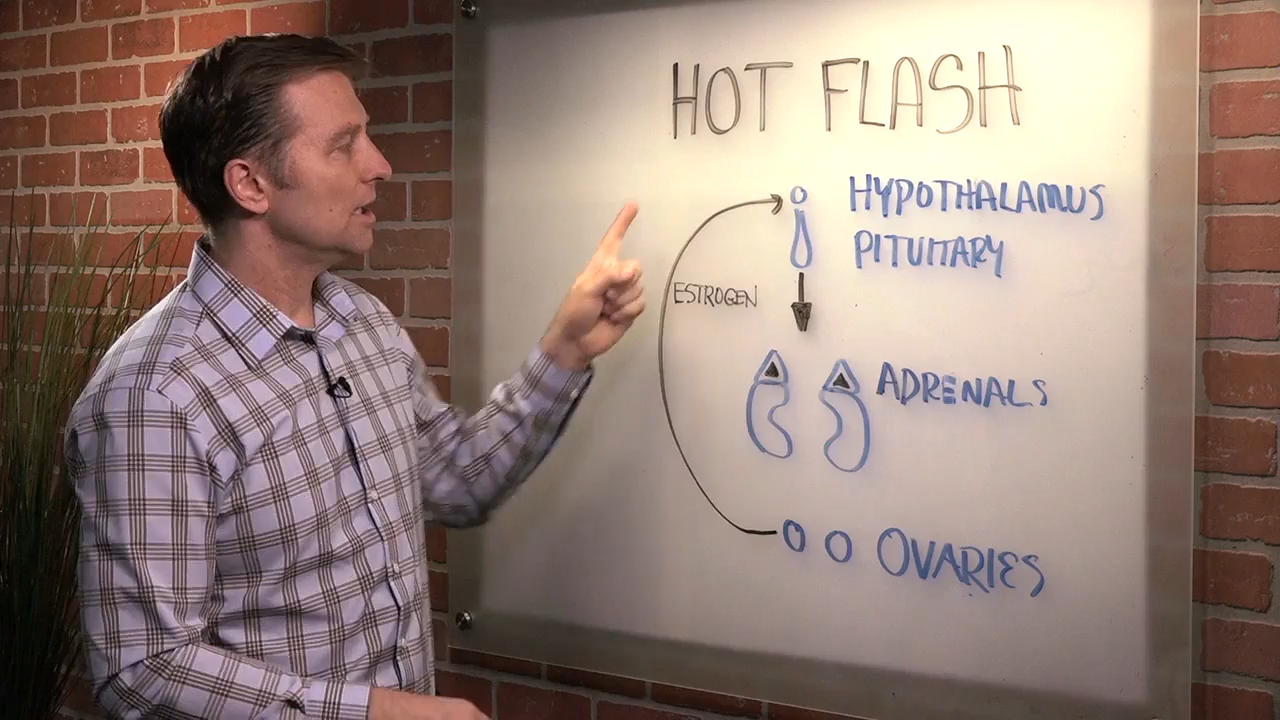 HOT FLASH
HYPOTHALAMUS
PITUITARY
ESTROGEN
ADRENALS
OVARIES